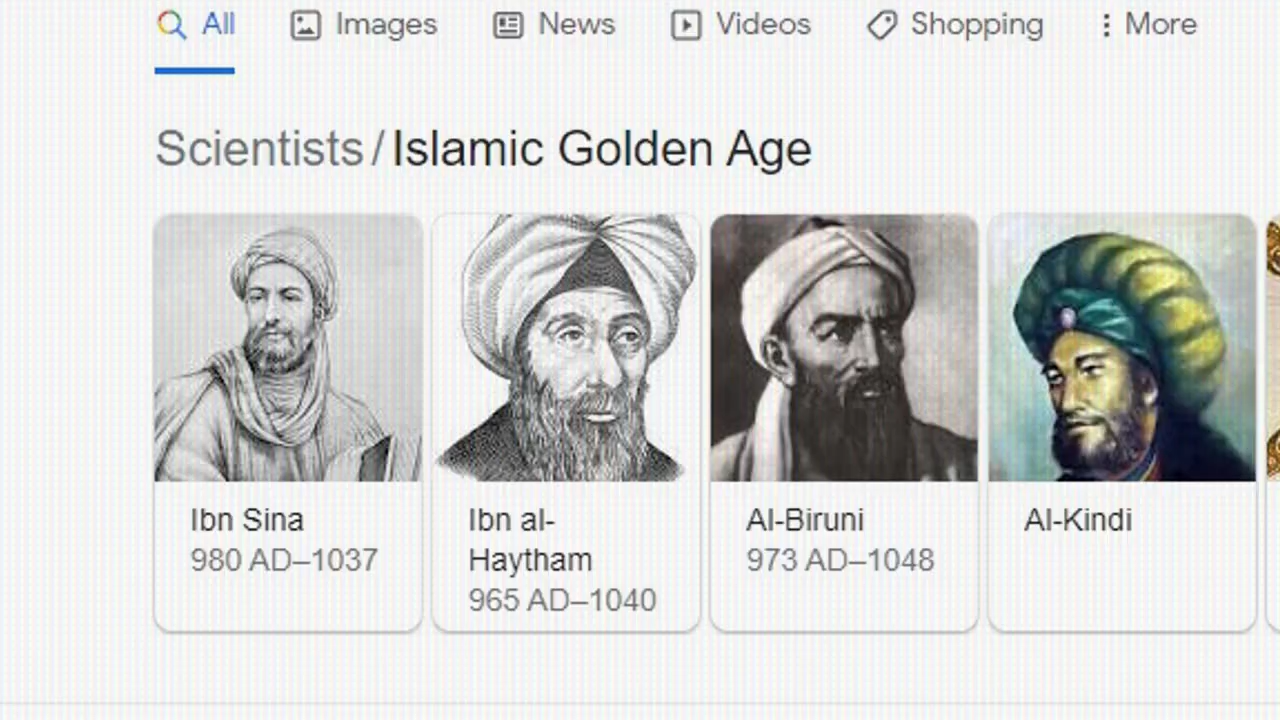 All Images News Videos Shopping More
Scientists / Islamic Golden Age
Ibn Sina
980 AD–1037
Ibn al-
Haytham
965 AD–1040
Al-Biruni
973 AD–1048
Al-Kindi